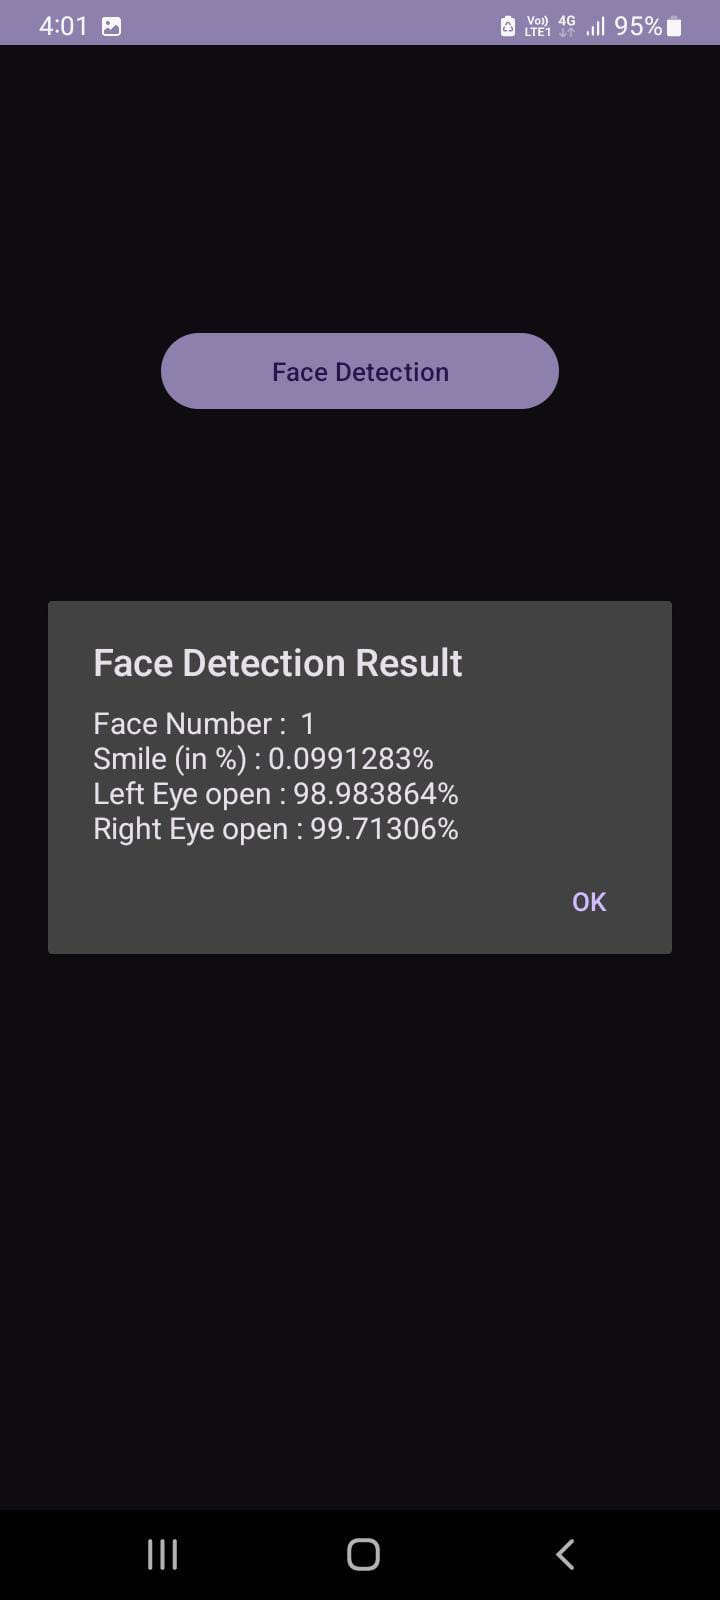 4:01 Vo)) LTE1 4G 95%
Face Detection
Face Detection Result
Face Number :  1
Smile (in %) : 0.0991283%
Left Eye open : 98.983864%
Right Eye open : 99.71306%
OK